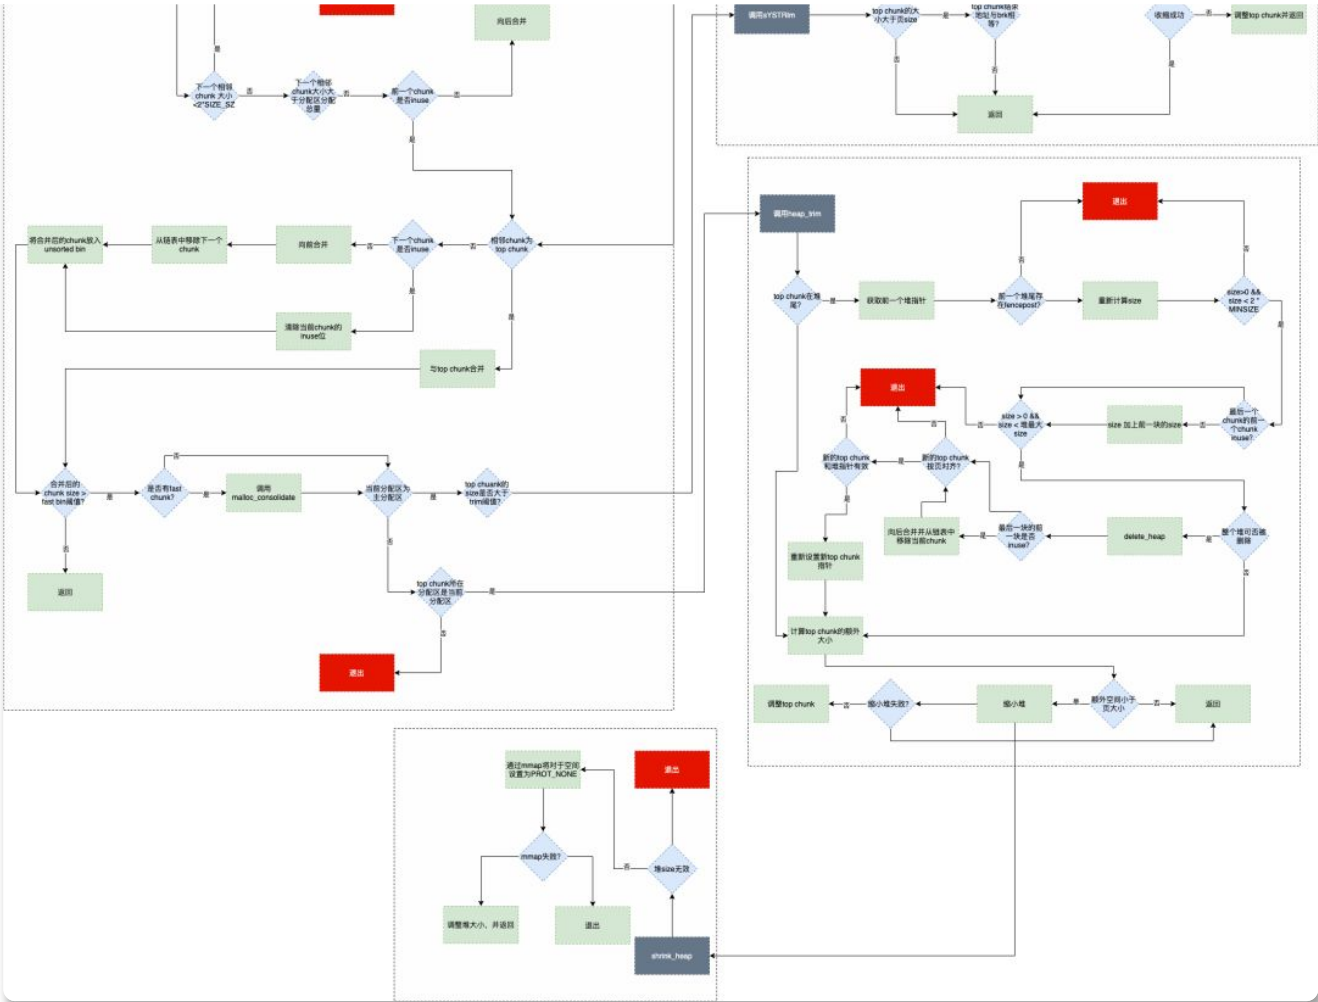 向后合并
是
下一个相邻
chunk 大小
<2*SIZE_SZ
否
下一个相邻
chunk大小大
于分配区分配
总量
否
前一个chunk
是否inuse
否
是
将合并后的chunk放入
unsorted bin
从链表中移除下一个
chunk
向前合并
否
下一个chunk
是否inuse
否
相邻chunk为
top chunk
是
是
清除当前chunk的
inuse位
与top chunk合并
否
合并后的
chunk size >
fast bin阈值?
是
是否有fast
chunk?
是
调用
malloc_consolidate
当前分配区为
主分配区
是
top chuank的
size是否大于
trim阈值?
否
否
返回
top chunk所在
分配区是当前
分配区
是
否
退出
调用sYSTRIm
top chunk的大
小大于页size
是
top chunk结束
地址与brk相
等?
收缩成功
否
调整top chunk并返回
否
否
是
返回
调用heap_trim
退出
否
否
top chunk在堆
尾?
是
获取前一个堆指针
前一个堆尾存
在fencepost?
是
重新计算size
size>0 &&
size < 2 *
MINSIZE
是
退出
否
否
否
size > 0 &&
size < 堆最大
size
size 加上前一块的size
否
最后一个
chunk的前一
个chunk
inuse?
新的top chunk
和堆指针有效
是
新的top chunk
按页对齐?
是
是
向后合并并从链表中
移除当前chunk
是
最后一块的前
一块是否
inuse?
delete_heap
是
整个堆可否被
删除
重新设置新top chunk
指针
否
计算top chunk的额外
大小
调整top chunk
否
缩小堆失败?
缩小堆
是
额外空间小于
页大小
否
返回
通过mmap将对于空间
设置为PROT_NONE
退出
mmap失败?
否
堆size无效
调整堆大小，并返回
退出
shrink_heap